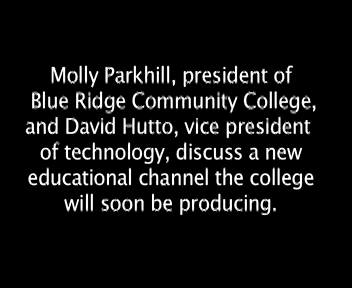 Molly Parkhill, president of
Blue Ridge Community College,
and David Hutto, vice president
of technology, discuss a new
educational channel the college
will soon be producing.